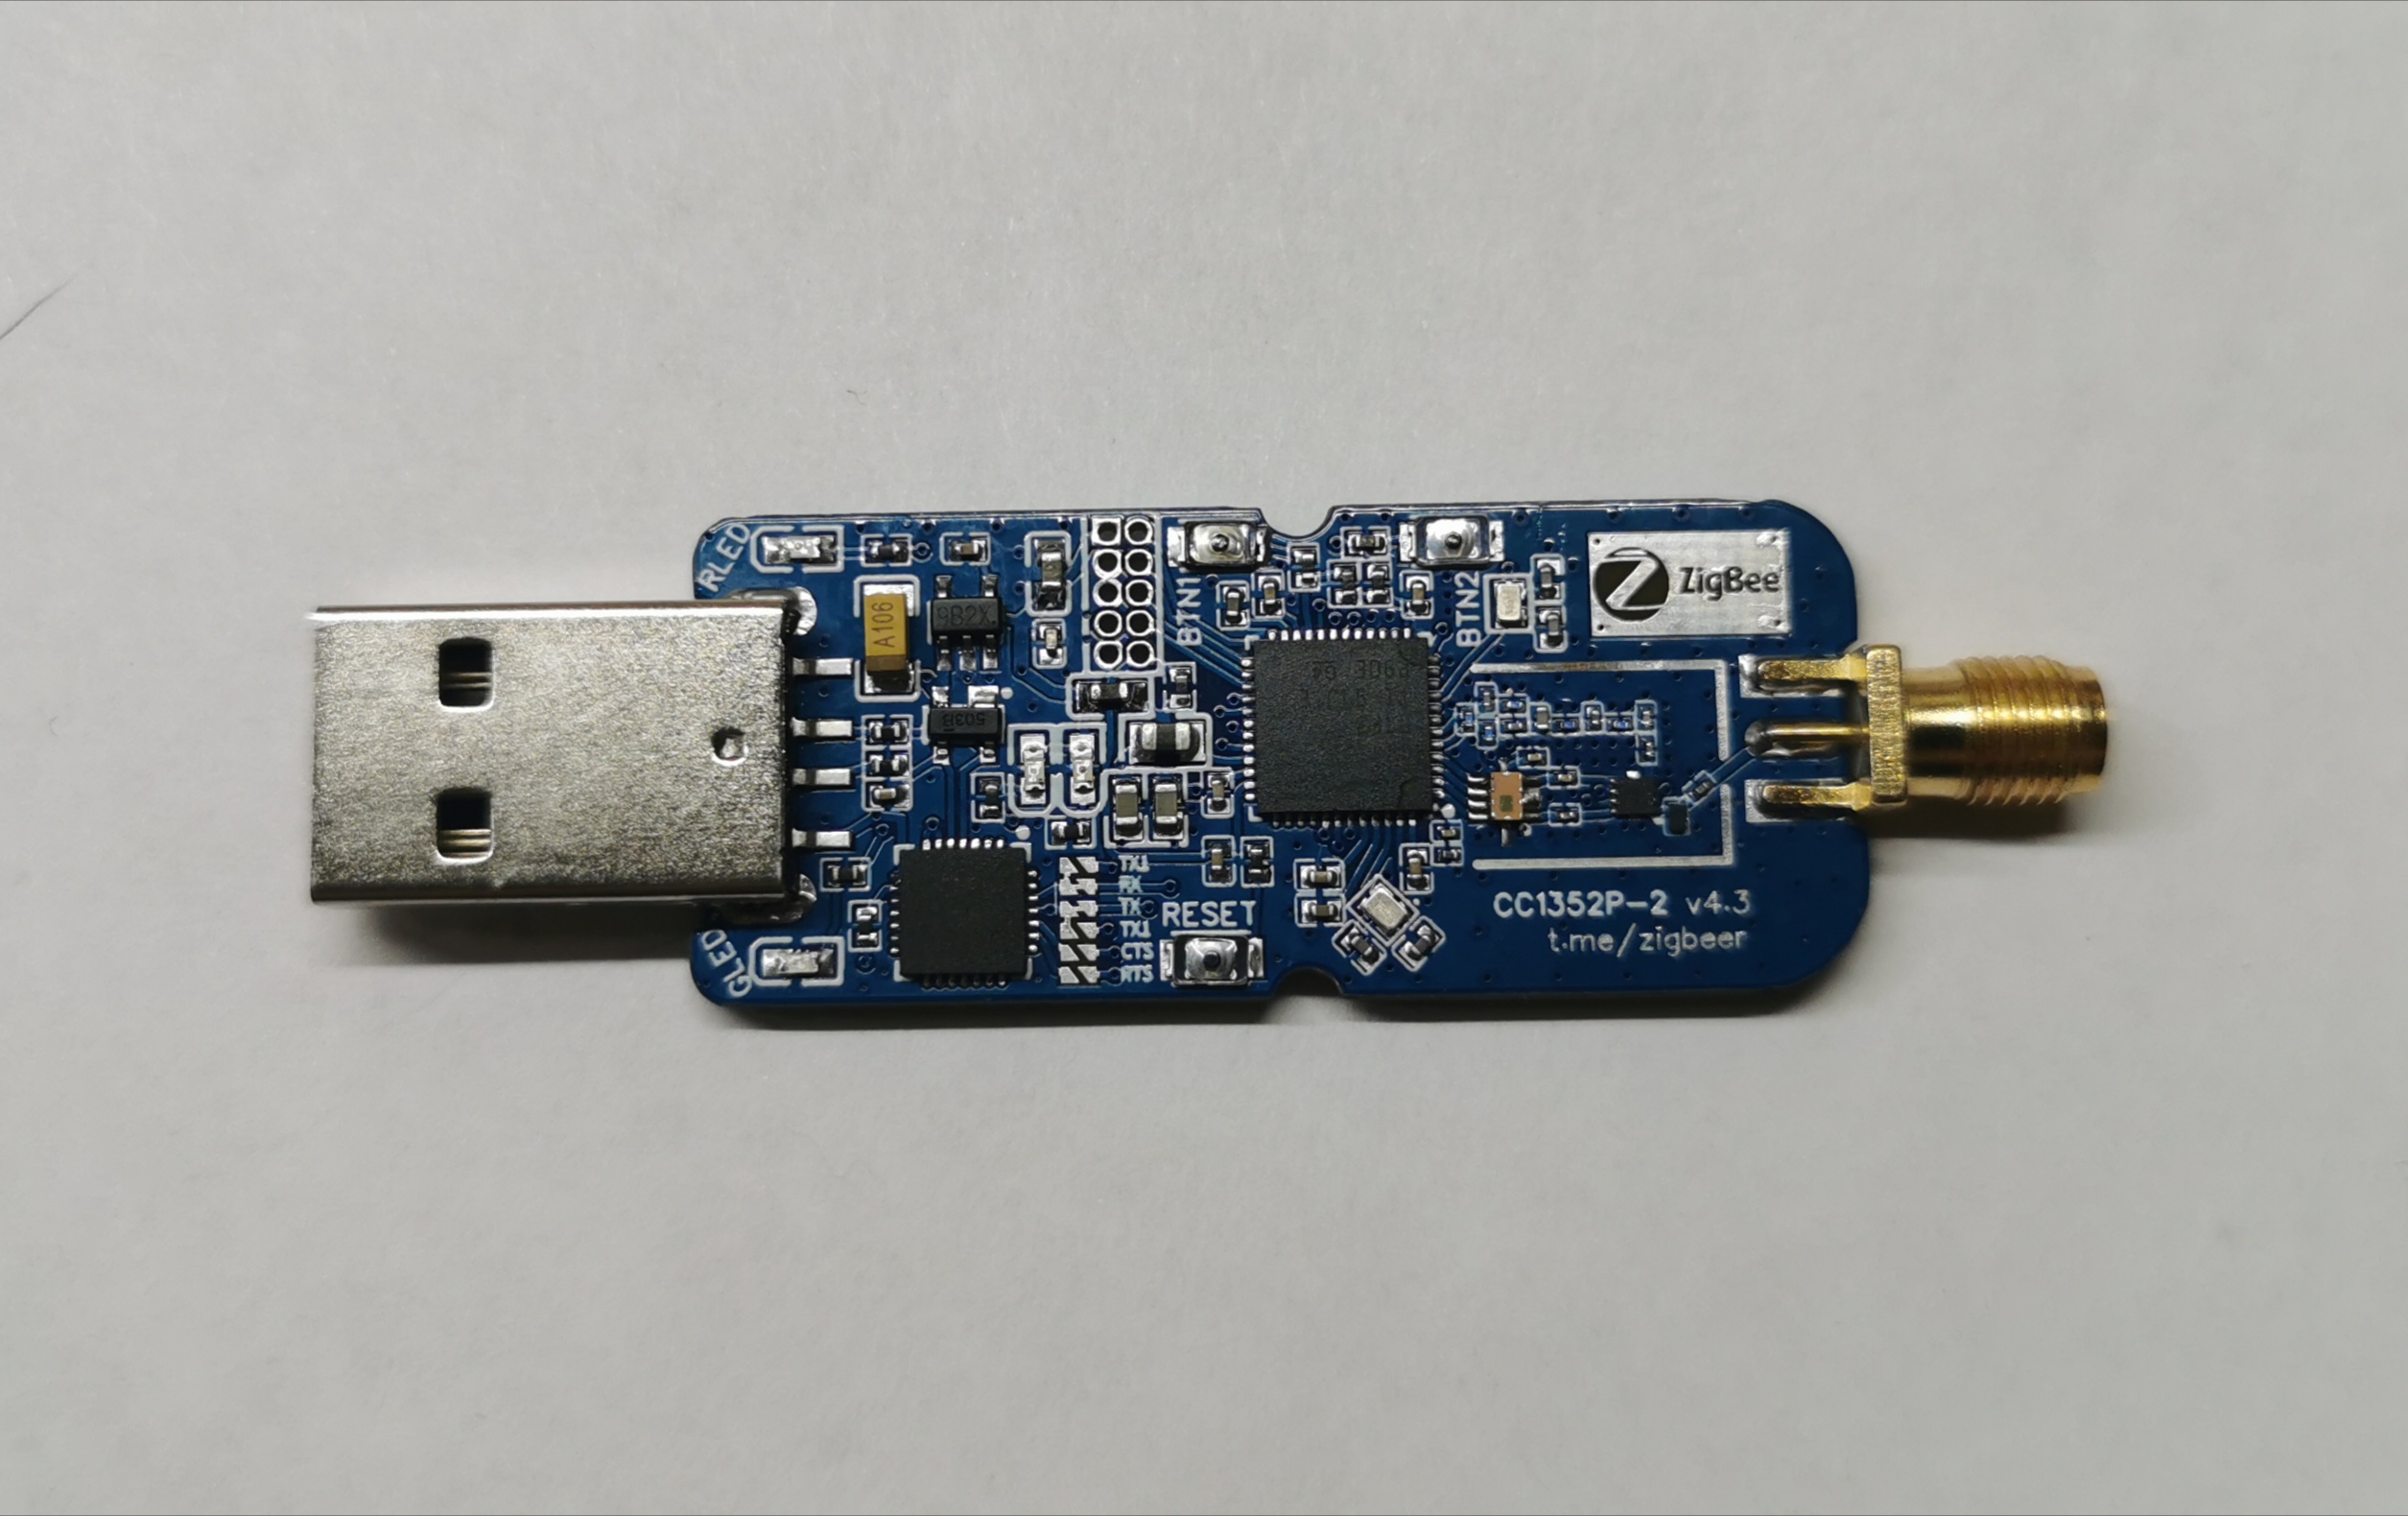 RLED
A106
9B2X
BTN1
BTN2
ZigBee
503B
TX1
RX
TX
TX1
CTS
RTS
RESET
GLED
CC1352P-2 v4.3
t.me/zigbeer